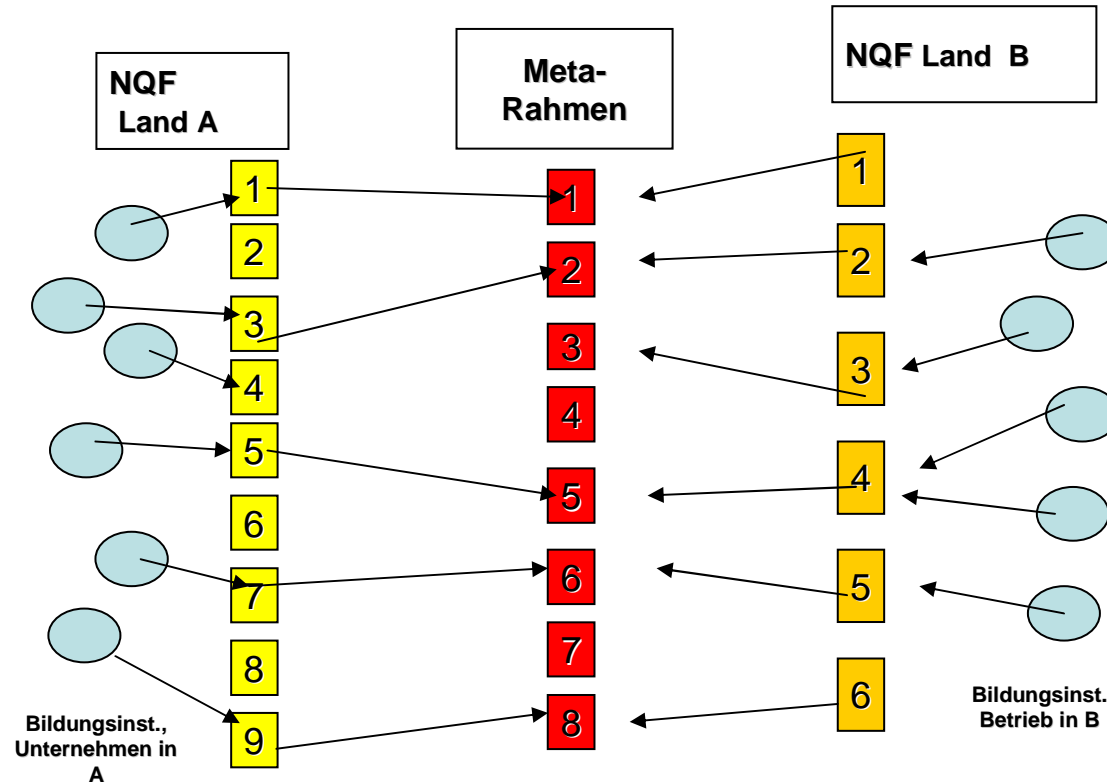 NQF
Land A
Meta-
Rahmen
NQF Land B
1
2
3
4
5
6
7
8
9
1
2
3
4
5
6
7
8
1
2
3
4
5
6
Bildungsinst.,
Unternehmen in
A
Bildungsinst.
Betrieb in B